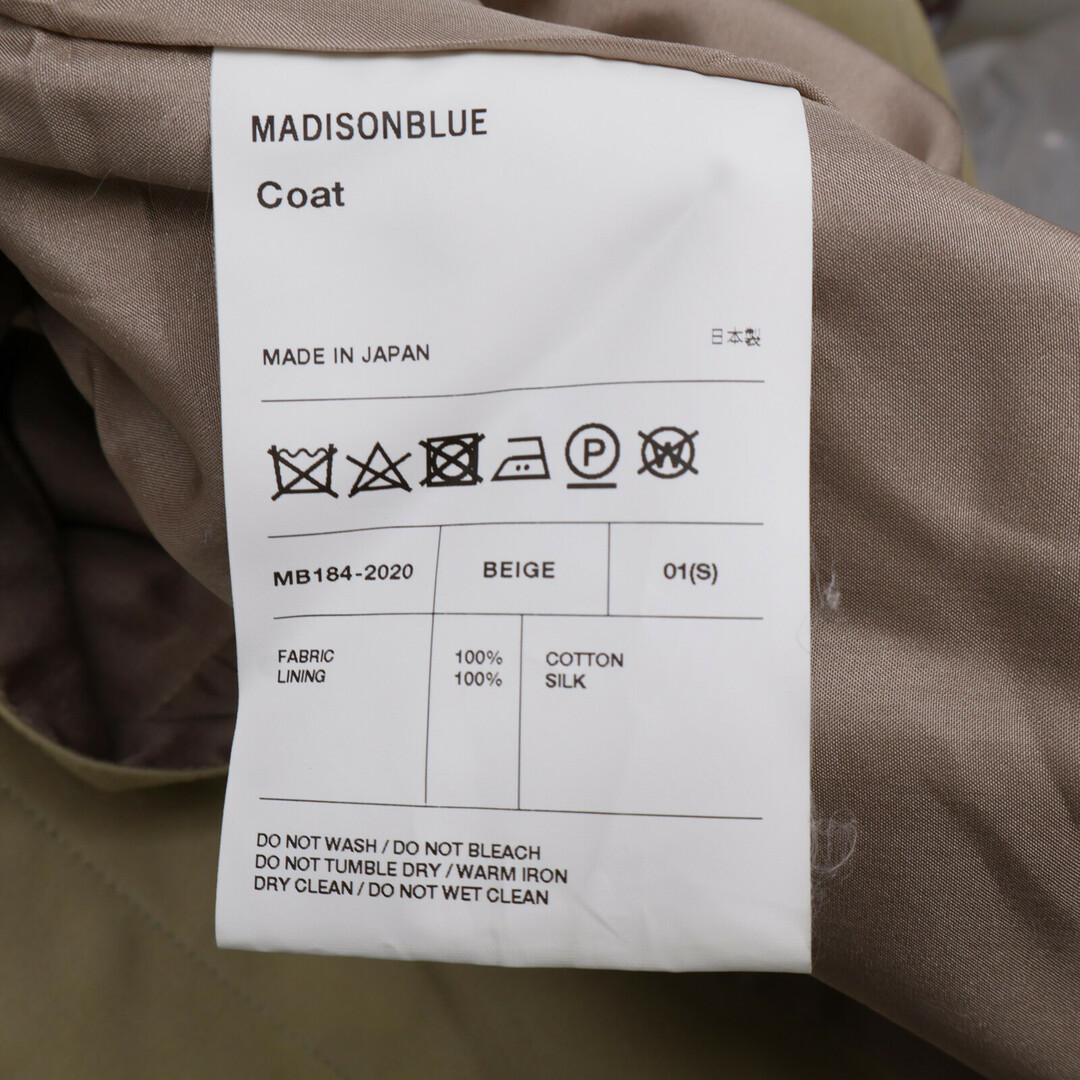 MADISONBLUE
Coat
MADE IN JAPAN 日本製
P W
MB184-2020 BEIGE 01(S)
FABRIC 100% COTTON
LINING 100% SILK
DO NOT WASH / DO NOT BLEACH
DO NOT TUMBLE DRY / WARM IRON
DRY CLEAN / DO NOT WET CLEAN